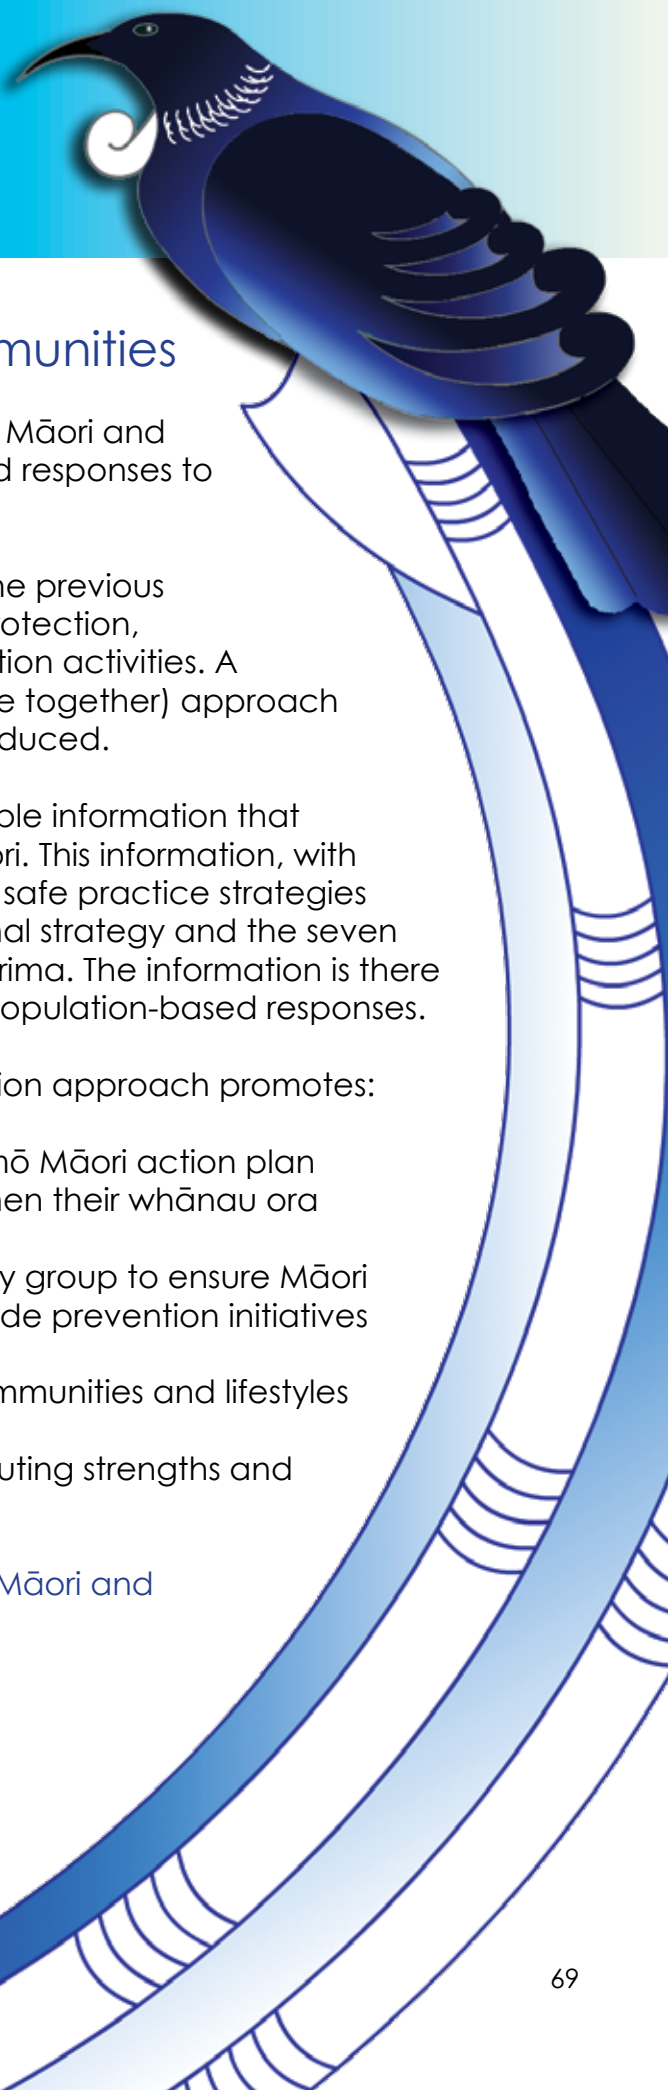 munities
Māori and
d responses to
he previous
otection,
tion activities. A
e together) approach
duced.
ble information that
ori. This information, with
safe practice strategies
nal strategy and the seven
rima. The information is there
opulation-based responses.
ion approach promotes:
mō Māori action plan
hen their whānau ora
y group to ensure Māori
de prevention initiatives
mmunities and lifestyles
uting strengths and
Māori and
69